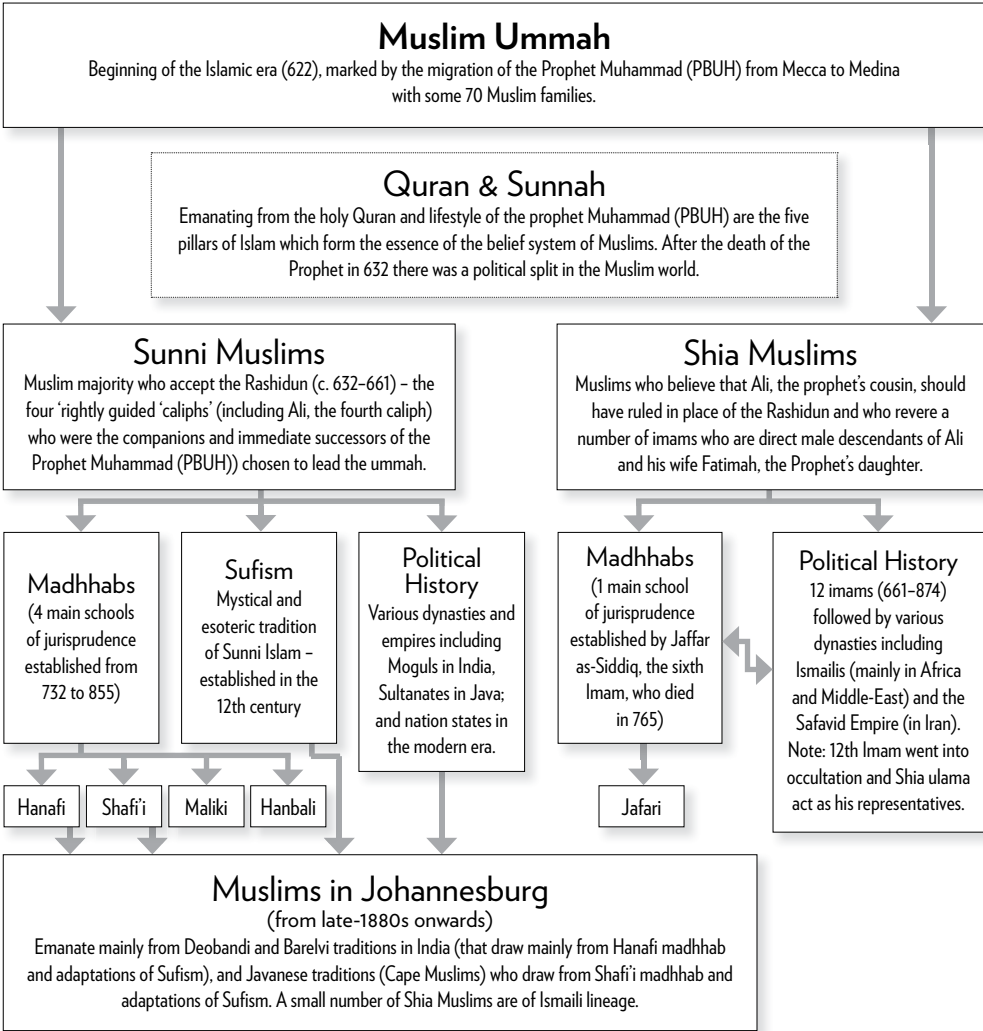 Muslim Ummah
Beginning of the Islamic era (622), marked by the migration of the Prophet Muhammad (PBUH) from Mecca to Medina
with some 70 Muslim families.
Quran & Sunnah
Emanating from the holy Quran and lifestyle of the prophet Muhammad (PBUH) are the five
pillars of Islam which form the essence of the belief system of Muslims. After the death of the
Prophet in 632 there was a political split in the Muslim world.
Sunni Muslims
Muslim majority who accept the Rashidun (c. 632–661) – the
four ‘rightly guided ‘caliphs’ (including Ali, the fourth caliph)
who were the companions and immediate successors of the
Prophet Muhammad (PBUH)) chosen to lead the ummah.
Shia Muslims
Muslims who believe that Ali, the prophet’s cousin, should
have ruled in place of the Rashidun and who revere a
number of imams who are direct male descendants of Ali
and his wife Fatimah, the Prophet’s daughter.
Madhhabs
(4 main schools
of jurisprudence
established from
732 to 855)
Sufism
Mystical and
esoteric tradition
of Sunni Islam –
established in the
12th century
Political
History
Various dynasties and
empires including
Moguls in India,
Sultanates in Java;
and nation states in
the modern era.
Madhhabs
(1 main school
of jurisprudence
established by Jaffar
as-Siddiq, the sixth
Imam, who died
in 765)
Political History
12 imams (661–874)
followed by various
dynasties including
Ismailis (mainly in Africa
and Middle-East) and the
Safavid Empire (in Iran).
Note: 12th Imam went into
occultation and Shia ulama
act as his representatives.
Hanafi
Shafi’i
Maliki
Hanbali
Jafari
Muslims in Johannesburg
(from late-1880s onwards)
Emanate mainly from Deobandi and Barelvi traditions in India (that draw mainly from Hanafi madhhab
and adaptations of Sufism), and Javanese traditions (Cape Muslims) who draw from Shafi’i madhhab and
adaptations of Sufism. A small number of Shia Muslims are of Ismaili lineage.